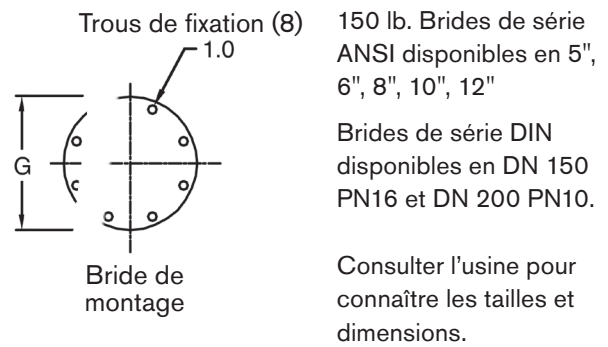 Trous de fixation (8)
1.0
G
Bride de
montage
150 lb. Brides de série
ANSI disponibles en 5",
6", 8", 10", 12"
Brides de série DIN
disponibles en DN 150
PN16 et DN 200 PN10.
Consulter l’usine pour
connaître les tailles et
dimensions.